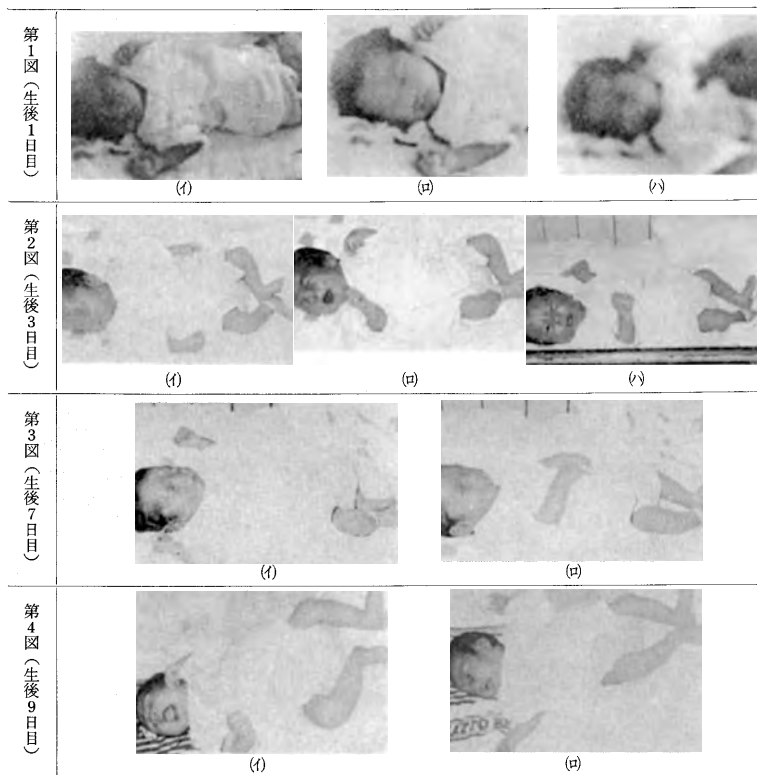 第1図(生後1日目)
(イ)
(ロ)
(ハ)
第2図(生後3日目)
(イ)
(ロ)
(ハ)
第3図(生後7日目)
(イ)
(ロ)
第4図(生後9日目)
(イ)
(ロ)